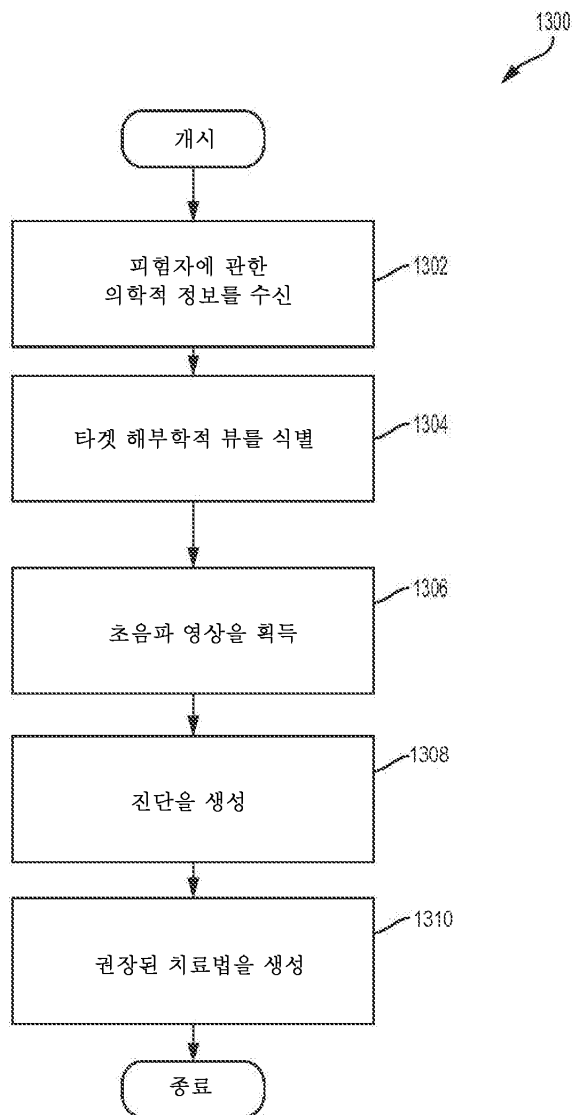 1300
개시
피험자에 관한
의학적 정보를 수신
1302
타겟 해부학적 뷰를 식별
1304
초음파 영상을 획득
1306
진단을 생성
1308
권장된 치료법을 생성
1310
종료